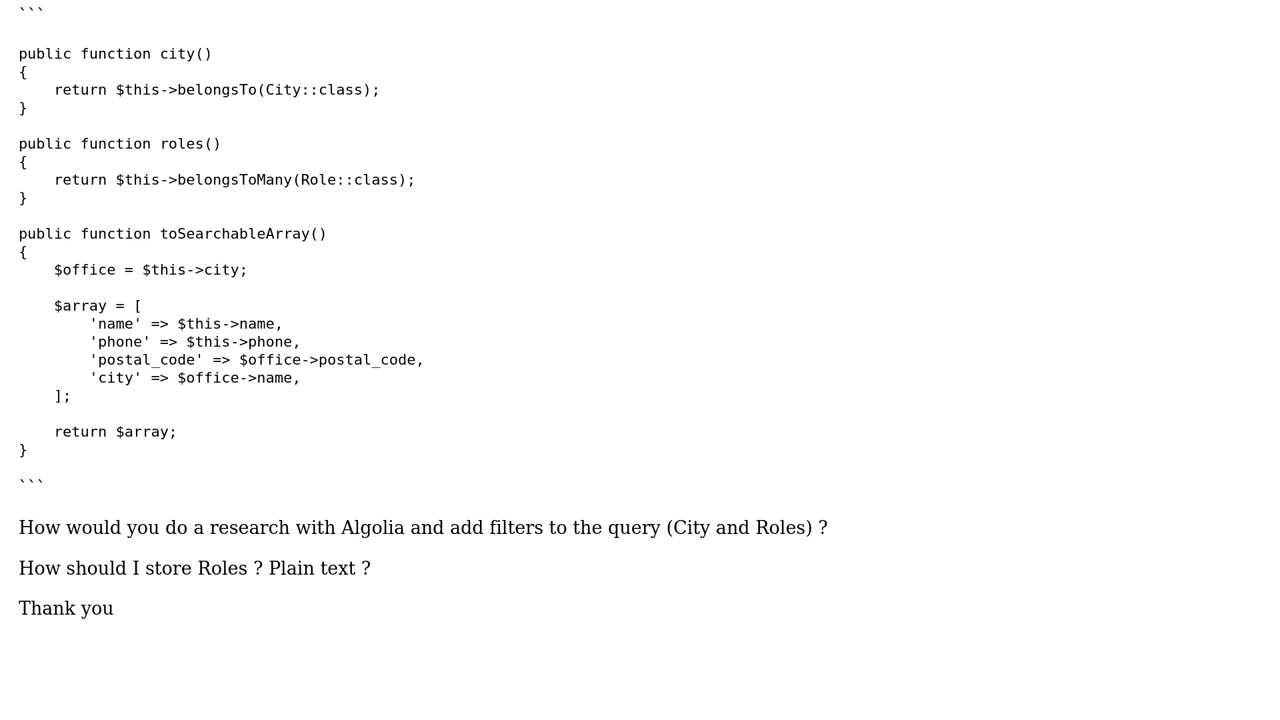 ```
public function city()
{
    return $this->belongsTo(City::class);
}
public function roles()
{
    return $this->belongsToMany(Role::class);
}
public function toSearchableArray()
{
    $office = $this->city;
    $array = [
        'name' => $this->name,
        'phone' => $this->phone,
        'postal_code' => $office->postal_code,
        'city' => $office->name,
    ];
    return $array;
}
```
How would you do a research with Algolia and add filters to the query (City and Roles) ?
How should I store Roles ? Plain text ?
Thank you